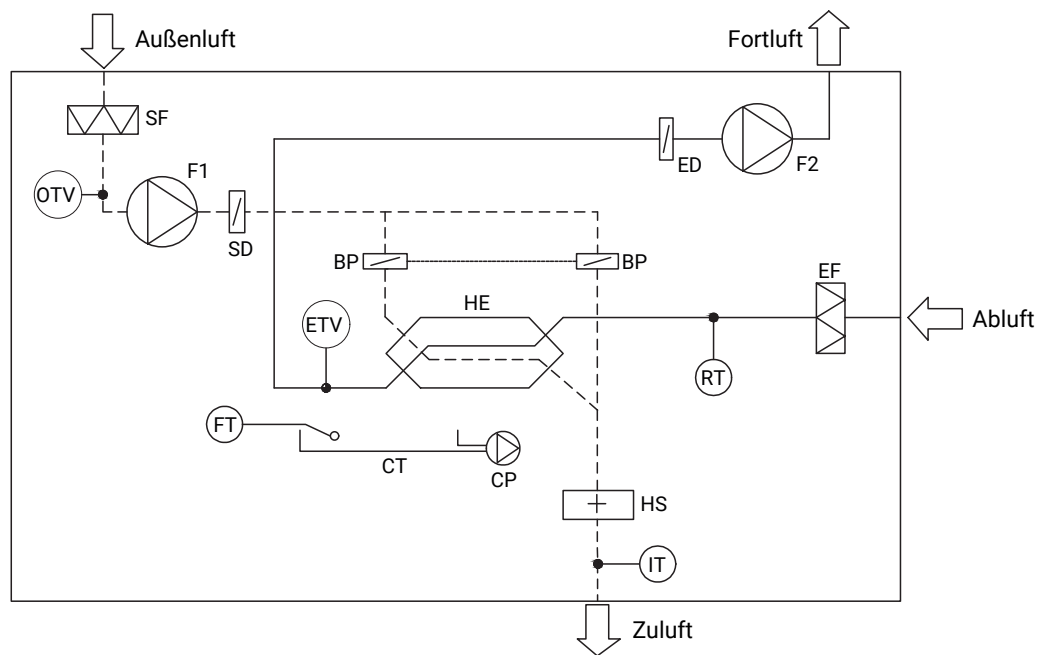 Außenluft
Fortluft
SF
ED
F2
F1
OTV
SD
BP
BP
EF
HE
ETV
Abluft
RT
FT
CT
CP
HS
IT
Zuluft